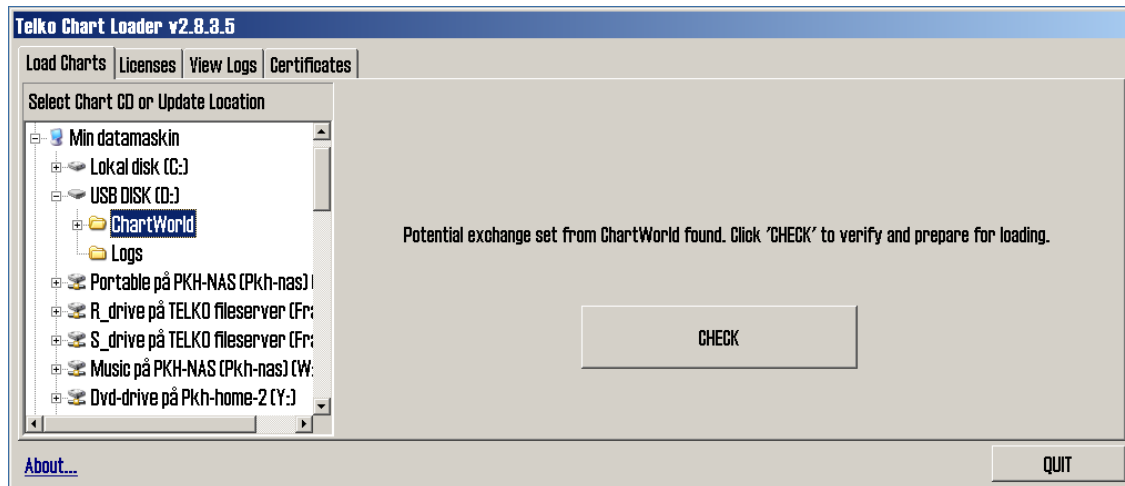 Telko Chart Loader v2.8.3.5
Load Charts Licenses View Logs Certificates
Select Chart CD or Update Location
Min datamaskin
Lokal disk (C:)
USB DISK (D:)
ChartWorld
Logs
Portable på PKH-NAS (Pkh-nas) (
R_drive på TELKO fileserver (Fra
S_drive på TELKO fileserver (Fra
Music på PKH-NAS (Pkh-nas) (W:
Dvd-drive på Pkh-home-2 (Y:)
Potential exchange set from ChartWorld found. Click 'CHECK' to verify and prepare for loading.
CHECK
About...
QUIT